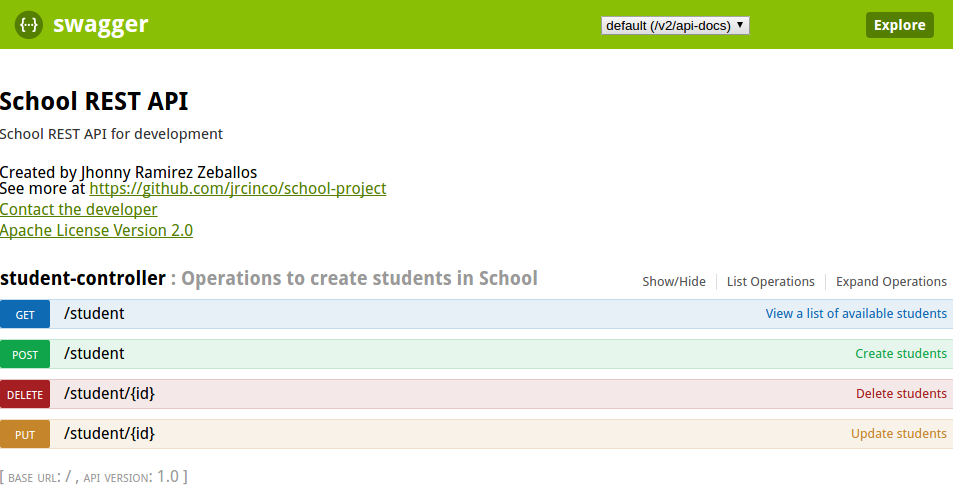 {···} swagger default (/v2/api-docs) ▼ Explore
School REST API
School REST API for development
Created by Jhonny Ramirez Zeballos
See more at https://github.com/jrcinco/school-project
Contact the developer
Apache License Version 2.0
student-controller : Operations to create students in School Show/Hide List Operations Expand Operations
GET /student View a list of available students
POST /student Create students
DELETE /student/{id} Delete students
PUT /student/{id} Update students
[ BASE URL: / , API VERSION: 1.0 ]